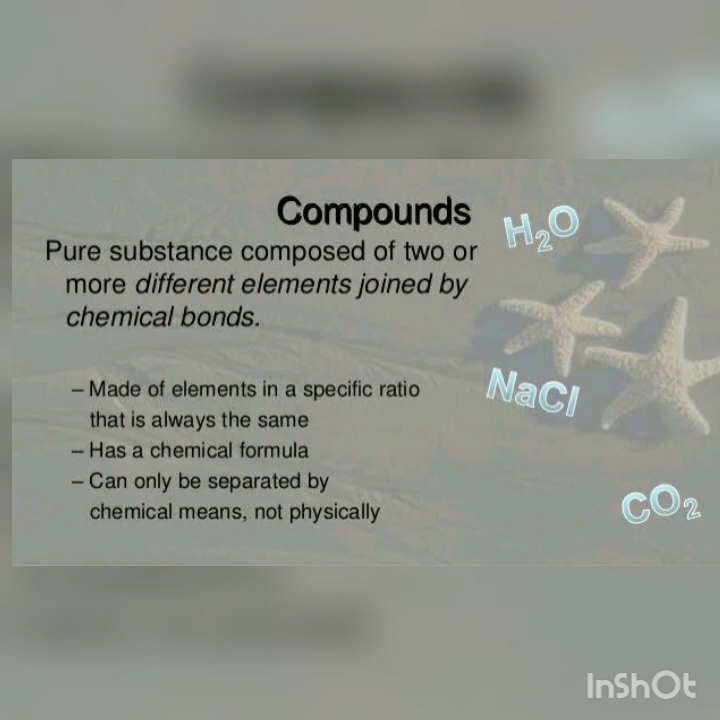 Compounds
Pure substance composed of two or
more different elements joined by
chemical bonds.
– Made of elements in a specific ratio
that is always the same
– Has a chemical formula
– Can only be separated by
chemical means, not physically
H₂O
NaCl
CO₂
InShOt